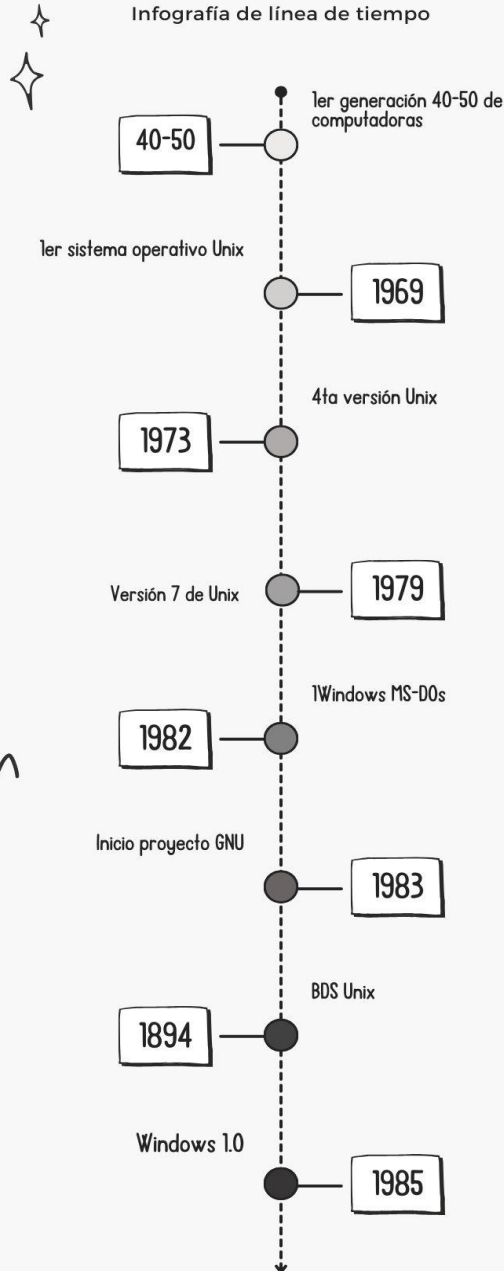 Infografía de línea de tiempo
1er generación 40-50 de
computadoras
40-50
1er sistema operativo Unix
1969
4ta versión Unix
1973
Versión 7 de Unix
1979
1Windows MS-DOs
1982
Inicio proyecto GNU
1983
BDS Unix
1894
Windows 1.0
1985